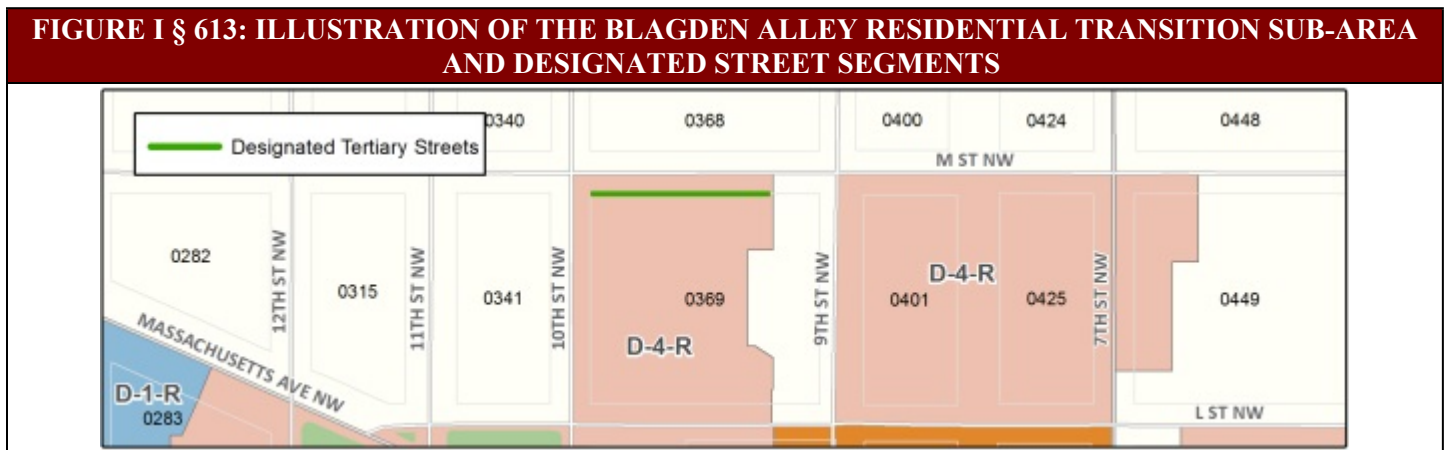 FIGURE I § 613: ILLUSTRATION OF THE BLAGDEN ALLEY RESIDENTIAL TRANSITION SUB-AREA
AND DESIGNATED STREET SEGMENTS
Designated Tertiary Streets
0340
0368
0400
0424
0448
M ST NW
0282
12TH ST NW
0315
11TH ST NW
0341
10TH ST NW
0369
D-4-R
9TH ST NW
0401
D-4-R
0425
7TH ST NW
0449
MASSACHUSETTS AVE NW
D-1-R
0283
L ST NW